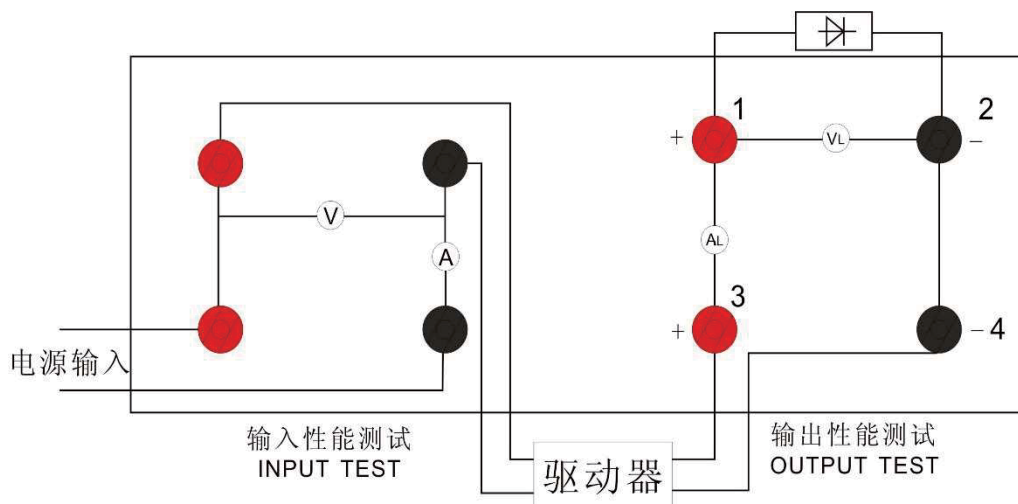 1
2
+
VL
-
V
AL
A
3
+
-4
电源输入
输入性能测试
INPUT TEST
驱动器
输出性能测试
OUTPUT TEST